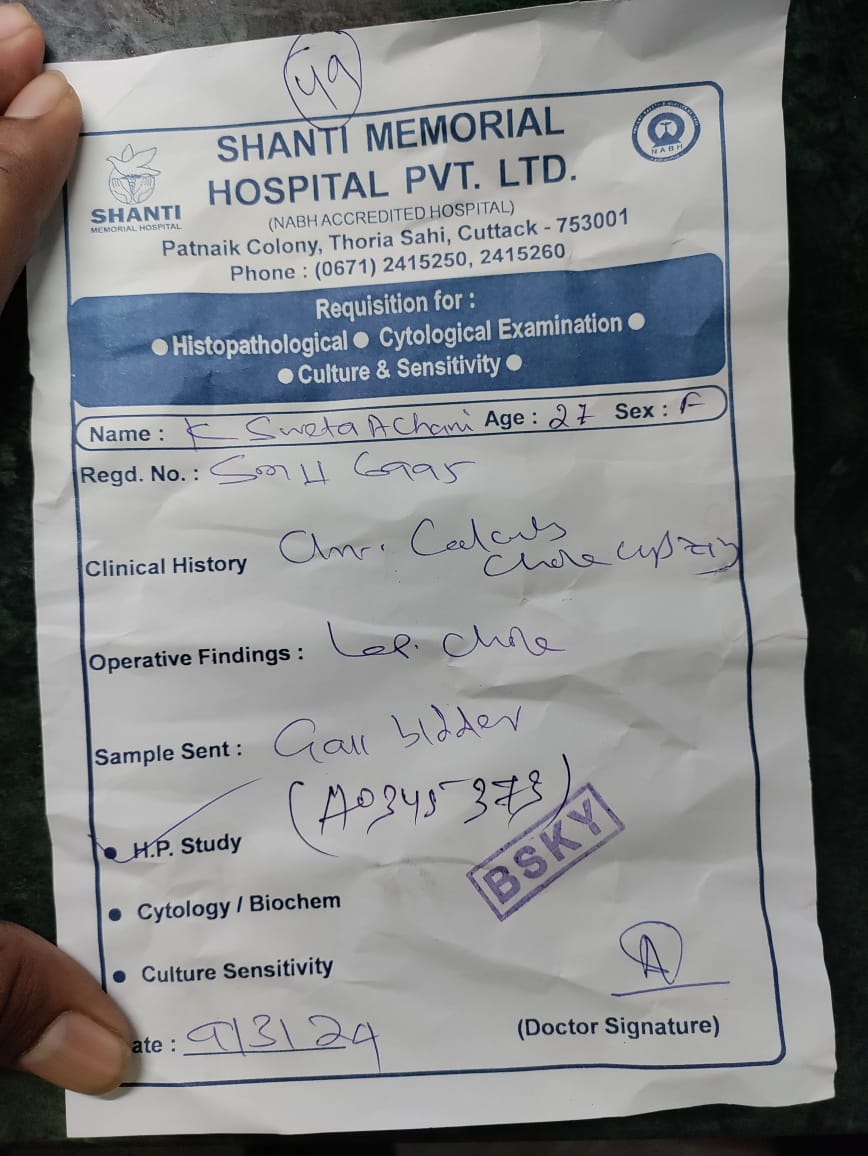 49
SHANTI MEMORIAL
HOSPITAL PVT. LTD.
(NABH ACCREDITED HOSPITAL)
Patnaik Colony, Thoria Sahi, Cuttack - 753001
Phone : (0671) 2415250, 2415260
SHANTI
MEMORIAL HOSPITAL
NABH
Requisition for :
● Histopathological ● Cytological Examination ●
● Culture & Sensitivity ●
Name : K Sweta AChari Age : 27 Sex : F
Regd. No. :
Clinical History
Operative Findings : Lap. Chole
Sample Sent : Gall bldder
(A0345373)
BSKY
● H.P. Study
● Cytology / Biochem
● Culture Sensitivity
ate : 9/3/24
(Doctor Signature)